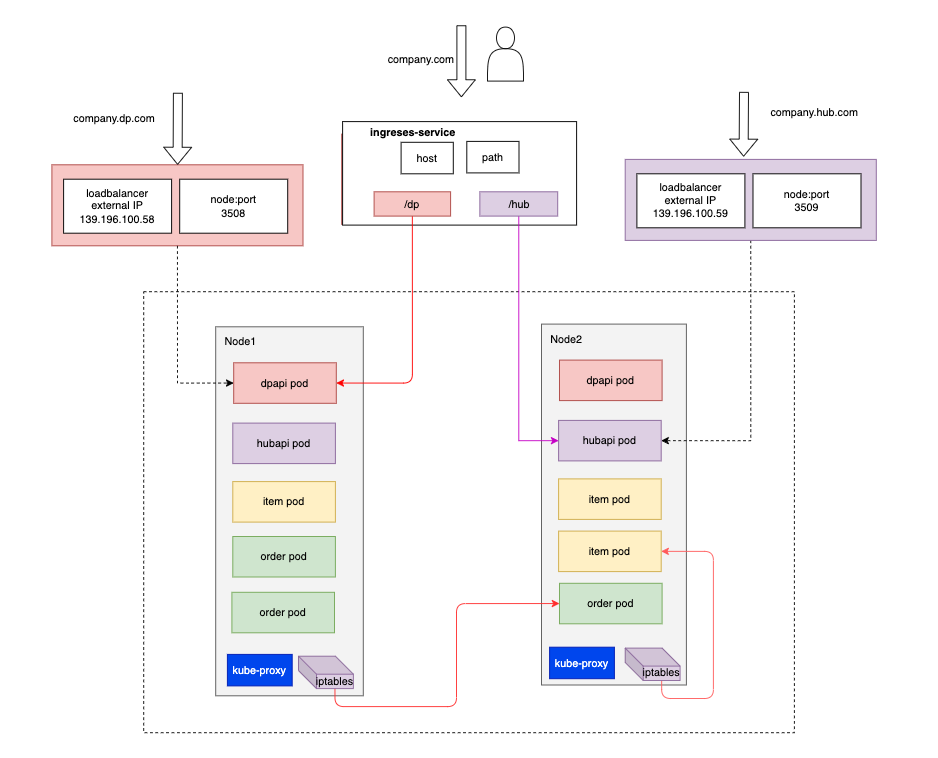 company.com
company.dp.com
company.hub.com
ingreses-service
host
path
/dp
/hub
loadbalancer
external IP
139.196.100.58
node:port
3508
loadbalancer
external IP
139.196.100.59
node:port
3509
Node1
dpapi pod
hubapi pod
item pod
order pod
order pod
kube-proxy
iptables
Node2
dpapi pod
hubapi pod
item pod
item pod
order pod
kube-proxy
iptables